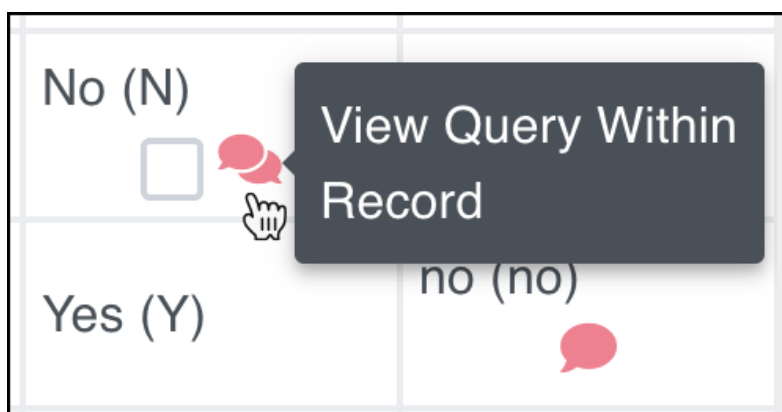 No (N)
View Query Within
Record
Yes (Y)
no (no)